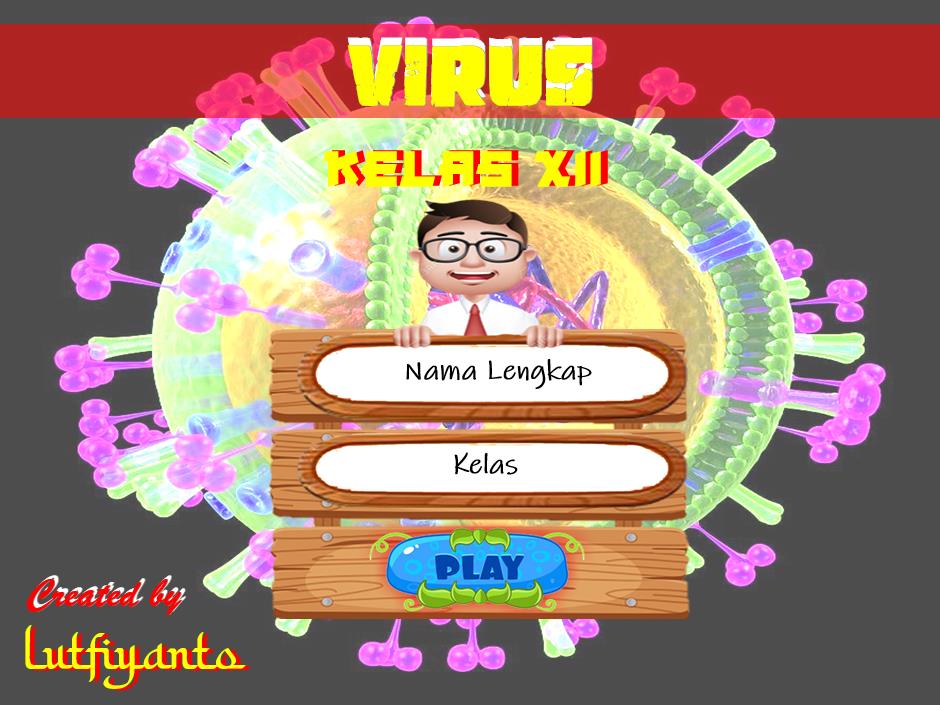 VIRUS
KELAS XII
Nama Lengkap
Kelas
PLAY
Created by
Lutfiyanto